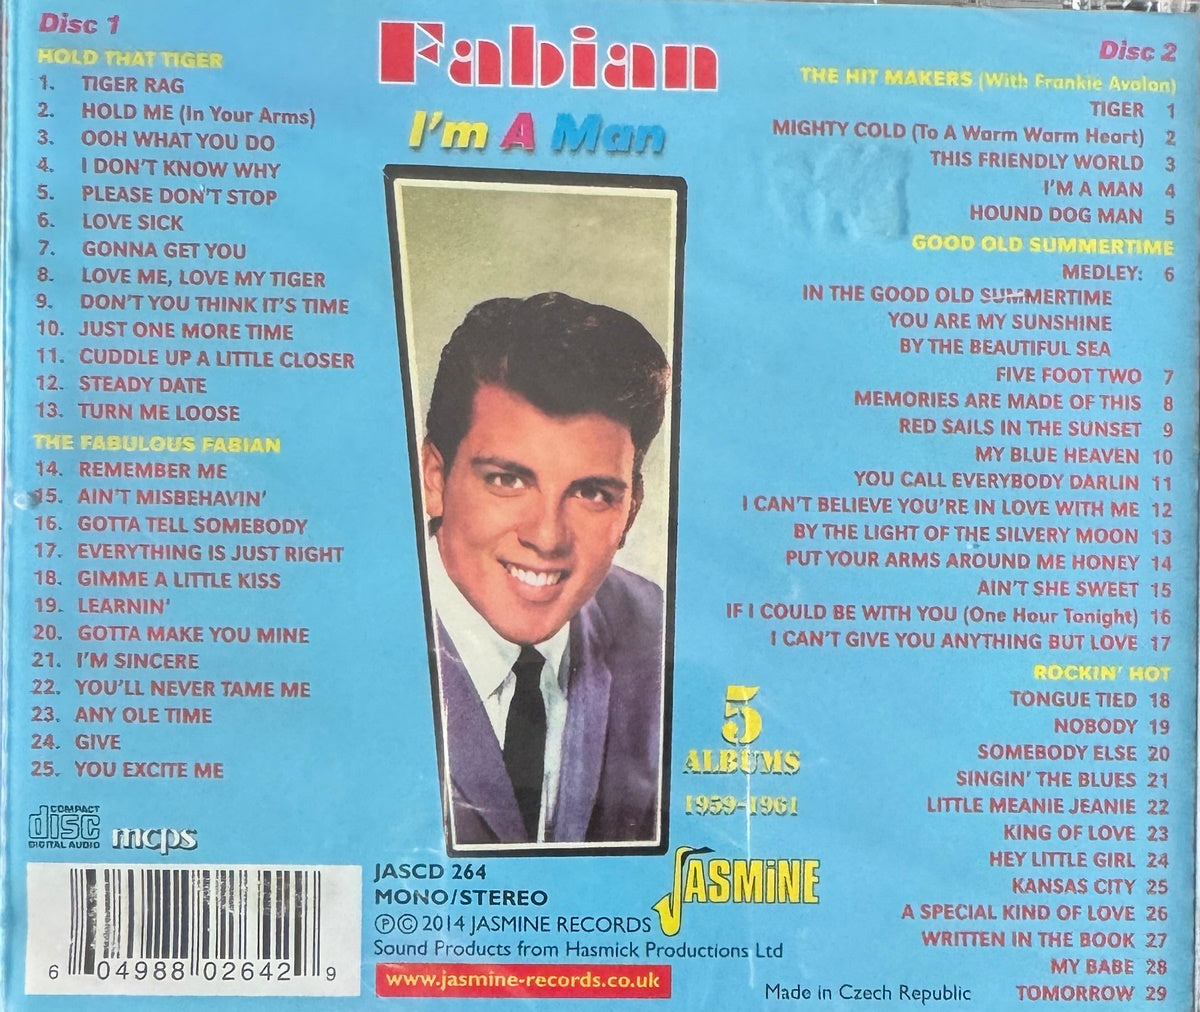 Disc 1
HOLD THAT TIGER
1. TIGER RAG
2. HOLD ME (In Your Arms)
3. OOH WHAT YOU DO
4. I DON'T KNOW WHY
5. PLEASE DON'T STOP
6. LOVE SICK
7. GONNA GET YOU
8. LOVE ME, LOVE MY TIGER
9. DON'T YOU THINK IT'S TIME
10. JUST ONE MORE TIME
11. CUDDLE UP A LITTLE CLOSER
12. STEADY DATE
13. TURN ME LOOSE
THE FABULOUS FABIAN
14. REMEMBER ME
15. AIN'T MISBEHAVIN'
16. GOTTA TELL SOMEBODY
17. EVERYTHING IS JUST RIGHT
18. GIMME A LITTLE KISS
19. LEARNIN'
20. GOTTA MAKE YOU MINE
21. I'M SINCERE
22. YOU'LL NEVER TAME ME
23. ANY OLE TIME
24. GIVE
25. YOU EXCITE ME
COMPACT
disc
DIGITAL AUDIO
mcps
6 04988 02642 9
Fabian
I'm A Man
5
ALBUMS
1959-1961
JASMiNE
JASCD 264
MONO/STEREO
℗© 2014 JASMINE RECORDS
Sound Products from Hasmick Productions Ltd
www.jasmine-records.co.uk
Made in Czech Republic
Disc 2
THE HIT MAKERS (With Frankie Avalon)
TIGER 1
MIGHTY COLD (To A Warm Warm Heart) 2
THIS FRIENDLY WORLD 3
I'M A MAN 4
HOUND DOG MAN 5
GOOD OLD SUMMERTIME
MEDLEY: 6
IN THE GOOD OLD SUMMERTIME
YOU ARE MY SUNSHINE
BY THE BEAUTIFUL SEA
FIVE FOOT TWO 7
MEMORIES ARE MADE OF THIS 8
RED SAILS IN THE SUNSET 9
MY BLUE HEAVEN 10
YOU CALL EVERYBODY DARLIN 11
I CAN'T BELIEVE YOU'RE IN LOVE WITH ME 12
BY THE LIGHT OF THE SILVERY MOON 13
PUT YOUR ARMS AROUND ME HONEY 14
AIN'T SHE SWEET 15
IF I COULD BE WITH YOU (One Hour Tonight) 16
I CAN'T GIVE YOU ANYTHING BUT LOVE 17
ROCKIN' HOT
TONGUE TIED 18
NOBODY 19
SOMEBODY ELSE 20
SINGIN' THE BLUES 21
LITTLE MEANIE JEANIE 22
KING OF LOVE 23
HEY LITTLE GIRL 24
KANSAS CITY 25
A SPECIAL KIND OF LOVE 26
WRITTEN IN THE BOOK 27
MY BABE 28
TOMORROW 29